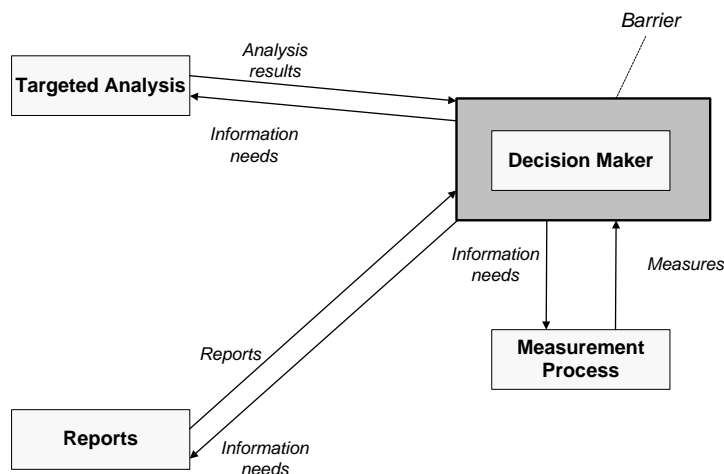 Barrier
Analysis
results
Targeted Analysis
Information
needs
Decision Maker
Information
needs
Measures
Measurement
Process
Reports
Reports
Information
needs